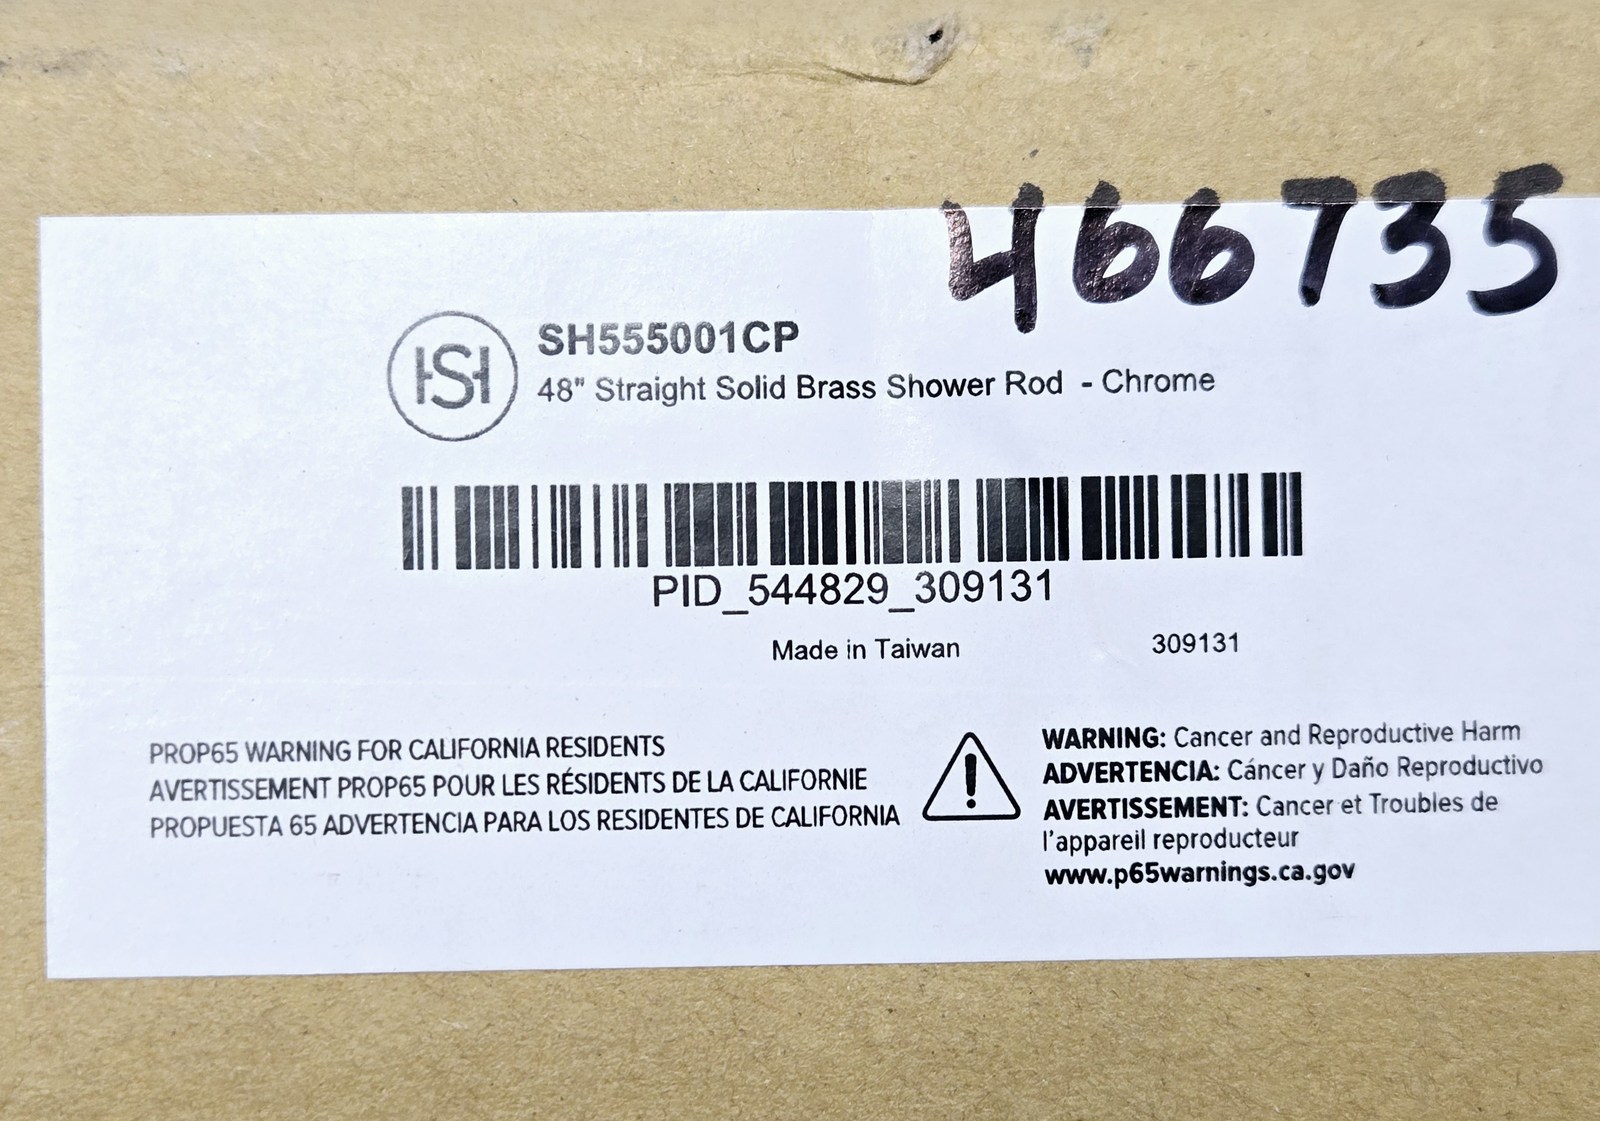 466735
HSH
SH555001CP
48" Straight Solid Brass Shower Rod - Chrome
PID_544829_309131
Made in Taiwan 309131
PROP65 WARNING FOR CALIFORNIA RESIDENTS
AVERTISSEMENT PROP65 POUR LES RÉSIDENTS DE LA CALIFORNIE
PROPUESTA 65 ADVERTENCIA PARA LOS RESIDENTES DE CALIFORNIA
WARNING: Cancer and Reproductive Harm
ADVERTENCIA: Cáncer y Daño Reproductivo
AVERTISSEMENT: Cancer et Troubles de
l'appareil reproducteur
www.p65warnings.ca.gov